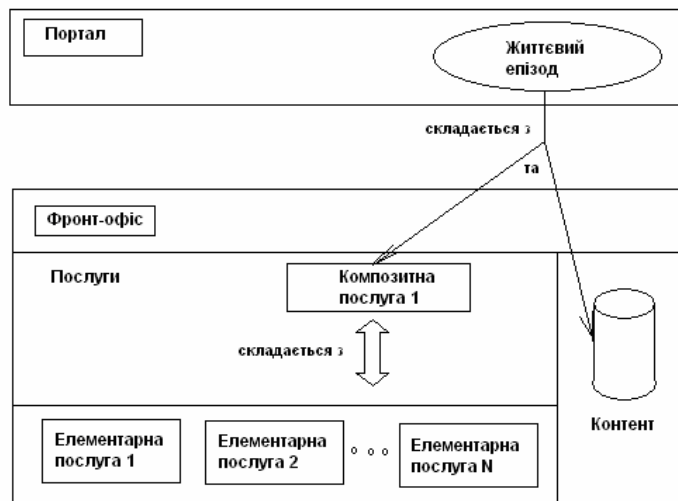 Портал
Життєвий
епізод
складається з
та
Фронт-офіс
Послуги
Композитна
послуга 1
складається з
Контент
Елементарна
послуга 1
Елементарна
послуга 2
Елементарна
послуга N